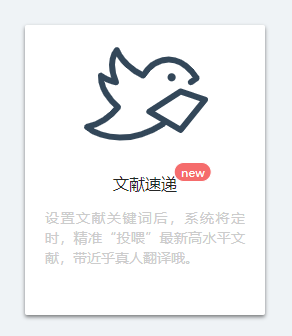 new
文献速递
设置文献关键词后，系统将定
时，精准“投喂”最新高水平文
献，带近乎真人翻译哦。